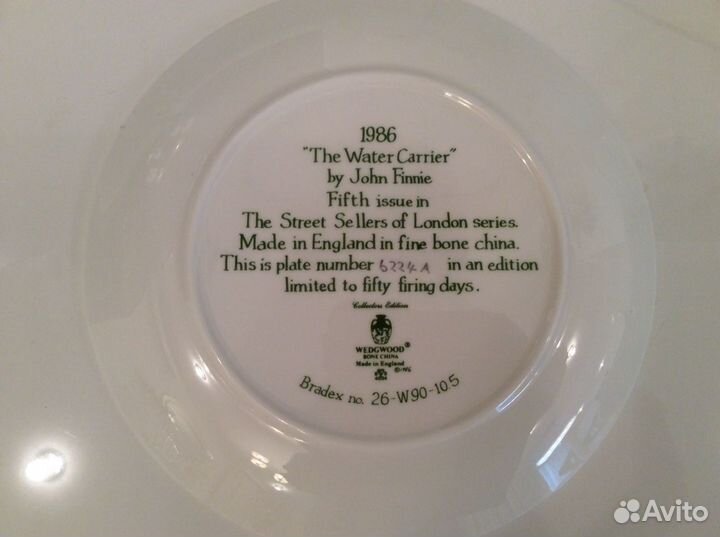 1986
"The Water Carrier"
by John Finnie
Fifth issue in
The Street Sellers of London series.
Made in England in fine bone china.
This is plate number 6224A in an edition
limited to fifty firing days.
Collectors Edition
WEDGWOOD®
BONE CHINA
Made in England
Bradex no. 26-W90-10.5
Avito